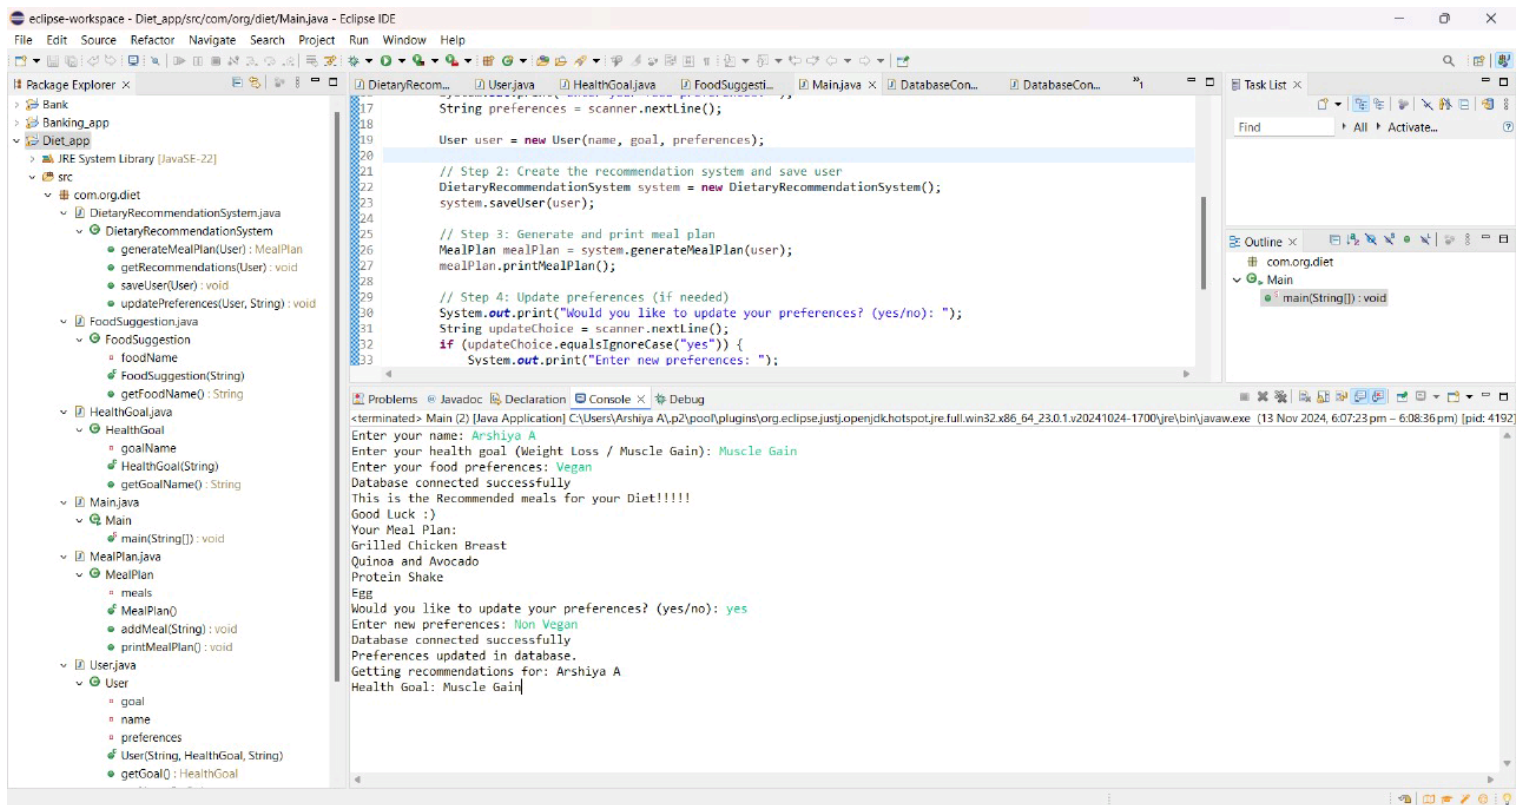 eclipse-workspace - Diet_app/src/com/org/diet/Main.java - Eclipse IDE
File Edit Source Refactor Navigate Search Project Run Window Help
Package Explorer
Bank
Banking_app
Diet_app
JRE System Library [JavaSE-22]
src
com.org.diet
DietaryRecommendationSystem.java
DietaryRecommendationSystem
generateMealPlan(User) : MealPlan
getRecommendations(User) : void
saveUser(User) : void
updatePreferences(User, String) : void
FoodSuggestion.java
FoodSuggestion
foodName
FoodSuggestion(String)
getFoodName() : String
HealthGoal.java
HealthGoal
goalName
HealthGoal(String)
getGoalName() : String
Main.java
Main
main(String[]) : void
MealPlan.java
MealPlan
meals
MealPlan()
addMeal(String) : void
printMealPlan() : void
User.java
User
goal
name
preferences
User(String, HealthGoal, String)
getGoal() : HealthGoal
DietaryRecom... User.java HealthGoal.java FoodSuggesti... Main.java DatabaseCon... DatabaseCon... »1
17 String preferences = scanner.nextLine();
18
19 User user = new User(name, goal, preferences);
20
21 // Step 2: Create the recommendation system and save user
22 DietaryRecommendationSystem system = new DietaryRecommendationSystem();
23 system.saveUser(user);
24
25 // Step 3: Generate and print meal plan
26 MealPlan mealPlan = system.generateMealPlan(user);
27 mealPlan.printMealPlan();
28
29 // Step 4: Update preferences (if needed)
30 System.out.print("Would you like to update your preferences? (yes/no): ");
31 String updateChoice = scanner.nextLine();
32 if (updateChoice.equalsIgnoreCase("yes")) {
33 System.out.print("Enter new preferences: ");
Task List
Find All Activate...
Outline
com.org.diet
Main
main(String[]) : void
Problems Javadoc Declaration Console Debug
<terminated> Main (2) [Java Application] C:\Users\Arshiya A\.p2\pool\plugins\org.eclipse.justj.openjdk.hotspot.jre.full.win32.x86_64_23.0.1.v20241024-1700\jre\bin\javaw.exe (13 Nov 2024, 6:07:23 pm – 6:08:36 pm) [pid: 4192]
Enter your name: Arshiya A
Enter your health goal (Weight Loss / Muscle Gain): Muscle Gain
Enter your food preferences: Vegan
Database connected successfully
This is the Recommended meals for your Diet!!!!!
Good Luck :)
Your Meal Plan:
Grilled Chicken Breast
Quinoa and Avocado
Protein Shake
Egg
Would you like to update your preferences? (yes/no): yes
Enter new preferences: Non Vegan
Database connected successfully
Preferences updated in database.
Getting recommendations for: Arshiya A
Health Goal: Muscle Gain